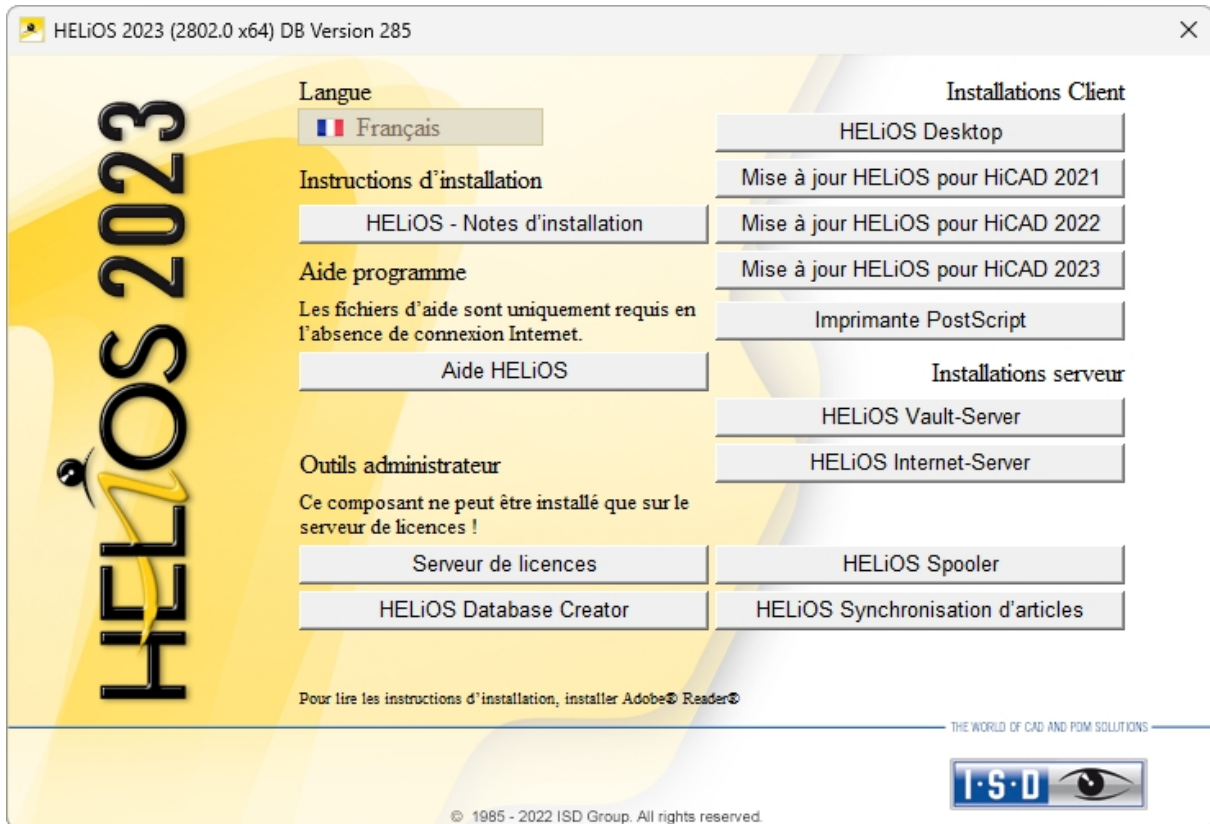 HELiOS 2023 (2802.0 x64) DB Version 285
HELiOS 2023
Langue
Français
Instructions d'installation
HELiOS - Notes d'installation
Aide programme
Les fichiers d'aide sont uniquement requis en
l'absence de connexion Internet.
Aide HELiOS
Outils administrateur
Ce composant ne peut être installé que sur le
serveur de licences !
Serveur de licences
HELiOS Database Creator
Installations Client
HELiOS Desktop
Mise à jour HELiOS pour HiCAD 2021
Mise à jour HELiOS pour HiCAD 2022
Mise à jour HELiOS pour HiCAD 2023
Imprimante PostScript
Installations serveur
HELiOS Vault-Server
HELiOS Internet-Server
HELiOS Spooler
HELiOS Synchronisation d'articles
Pour lire les instructions d'installation, installer Adobe® Reader®
THE WORLD OF CAD AND PDM SOLUTIONS
I·S·D
© 1985 - 2022 ISD Group. All rights reserved.